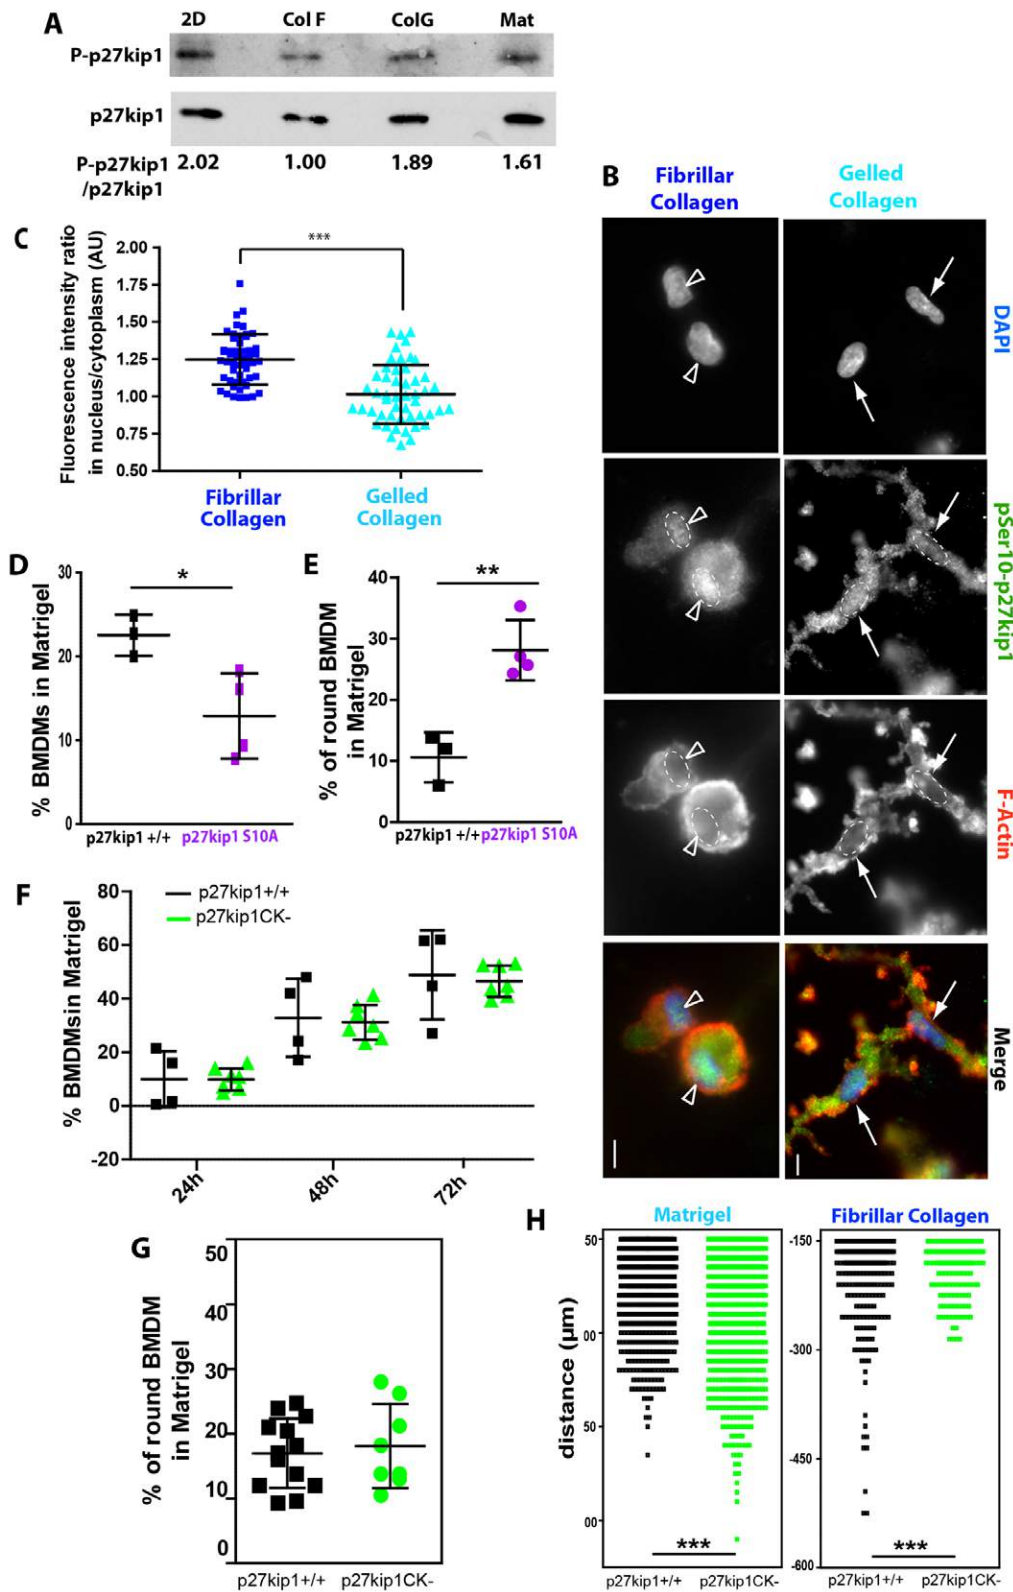 A
2D Col F ColG Mat
P-p27kip1
p27kip1
P-p27kip1
/p27kip1
2.02 1.00 1.89 1.61
B
Fibrillar
Collagen
Gelled
Collagen
DAPI
pSer10-p27kip1
F-Actin
Merge
C
Fluorescence intensity ratio
in nucleus/cytoplasm (AU)
2.00
1.75
1.50
1.25
1.00
0.75
0.50
***
Fibrillar
Collagen
Gelled
Collagen
D
% BMDMs in Matrigel
30
20
10
0
*
p27kip1 +/+ p27kip1 S10A
E
% of round BMDM
in Matrigel
40
30
20
10
0
**
p27kip1 +/+ p27kip1 S10A
F
% BMDMsin Matrigel
80
60
40
20
0
-20
p27kip1+/+
p27kip1CK-
24h 48h 72h
G
% of round BMDM
in Matrigel
50
40
30
20
10
0
p27kip1+/+ p27kip1CK-
H
Matrigel
distance (µm)
50
00
50
00
***
p27kip1+/+ p27kip1CK-
Fibrillar Collagen
-150
-300
-450
-600
***
p27kip1+/+ p27kip1CK-